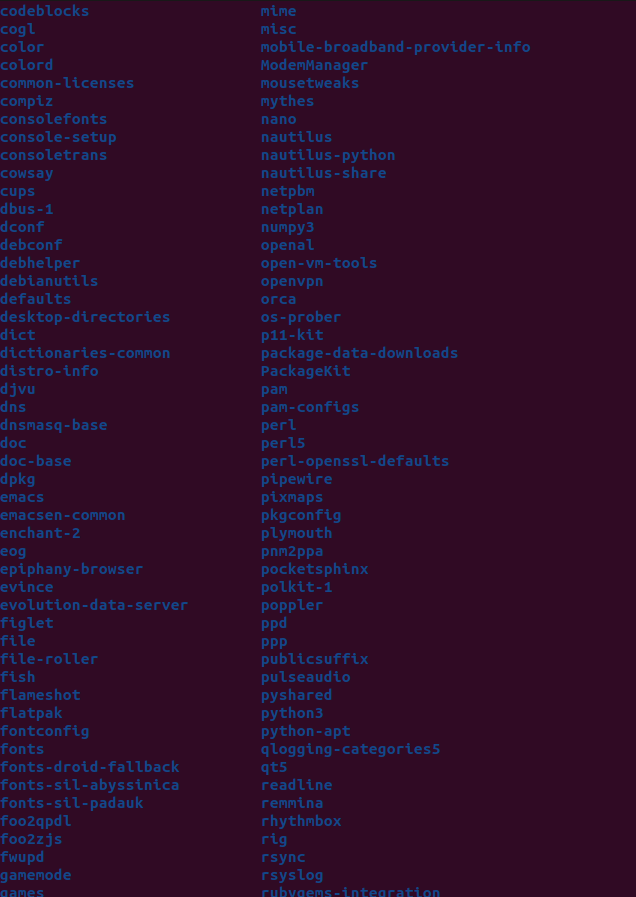 codeblocks mime
cogl misc
color mobile-broadband-provider-info
colord ModemManager
common-licenses mousetweaks
compiz mythes
consolefonts nano
console-setup nautilus
consoletrans nautilus-python
cowsay nautilus-share
cups netpbm
dbus-1 netplan
dconf numpy3
debconf openal
debhelper open-vm-tools
debianutils openvpn
defaults orca
desktop-directories os-prober
dict p11-kit
dictionaries-common package-data-downloads
distro-info PackageKit
djvu pam
dns pam-configs
dnsmasq-base perl
doc perl5
doc-base perl-openssl-defaults
dpkg pipewire
emacs pixmaps
emacsen-common pkgconfig
enchant-2 plymouth
eog pnm2ppa
epiphany-browser pocketsphinx
evince polkit-1
evolution-data-server poppler
figlet ppd
file ppp
file-roller publicsuffix
fish pulseaudio
flameshot pyshared
flatpak python3
fontconfig python-apt
fonts qlogging-categories5
fonts-droid-fallback qt5
fonts-sil-abyssinica readline
fonts-sil-padauk remmina
foo2qpdl rhythmbox
foo2zjs rig
fwupd rsync
gamemode rsyslog
games rubygems-integration